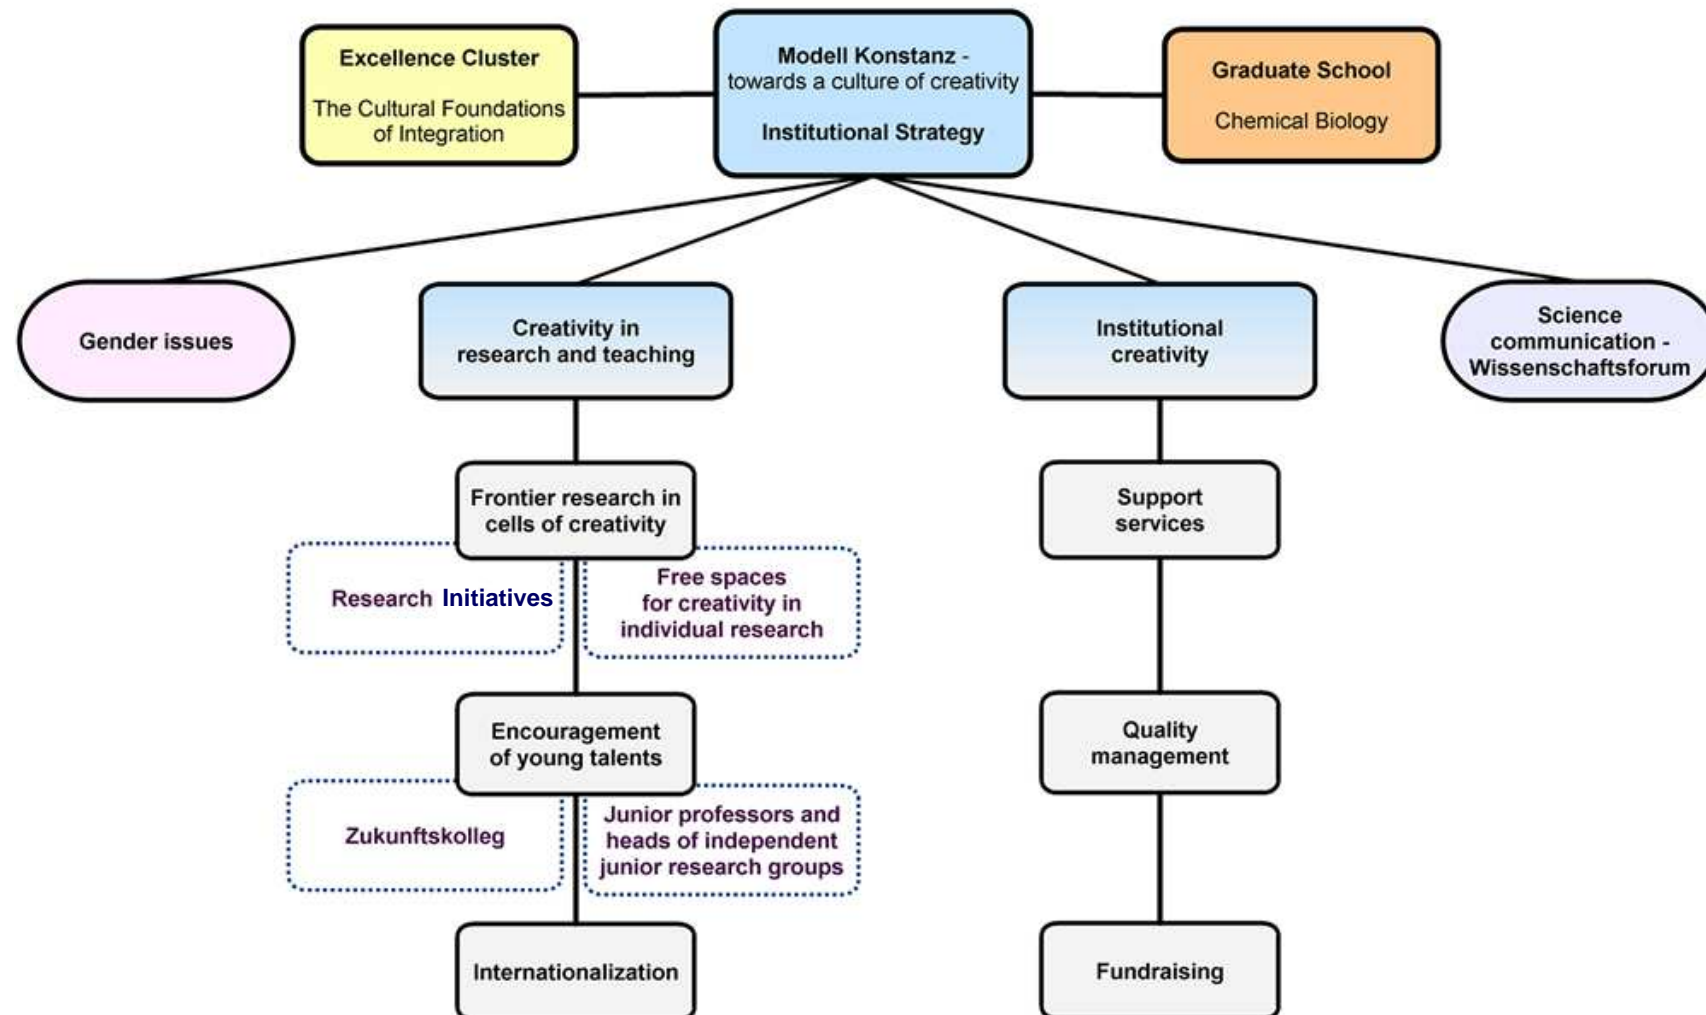 Excellence Cluster
The Cultural Foundations
of Integration
Modell Konstanz -
towards a culture of creativity
Institutional Strategy
Graduate School
Chemical Biology
Gender issues
Creativity in
research and teaching
Institutional
creativity
Science
communication -
Wissenschaftsforum
Frontier research in
cells of creativity
Support
services
Research Initiatives
Free spaces
for creativity in
individual research
Encouragement
of young talents
Quality
management
Zukunftskolleg
Junior professors and
heads of independent
junior research groups
Internationalization
Fundraising